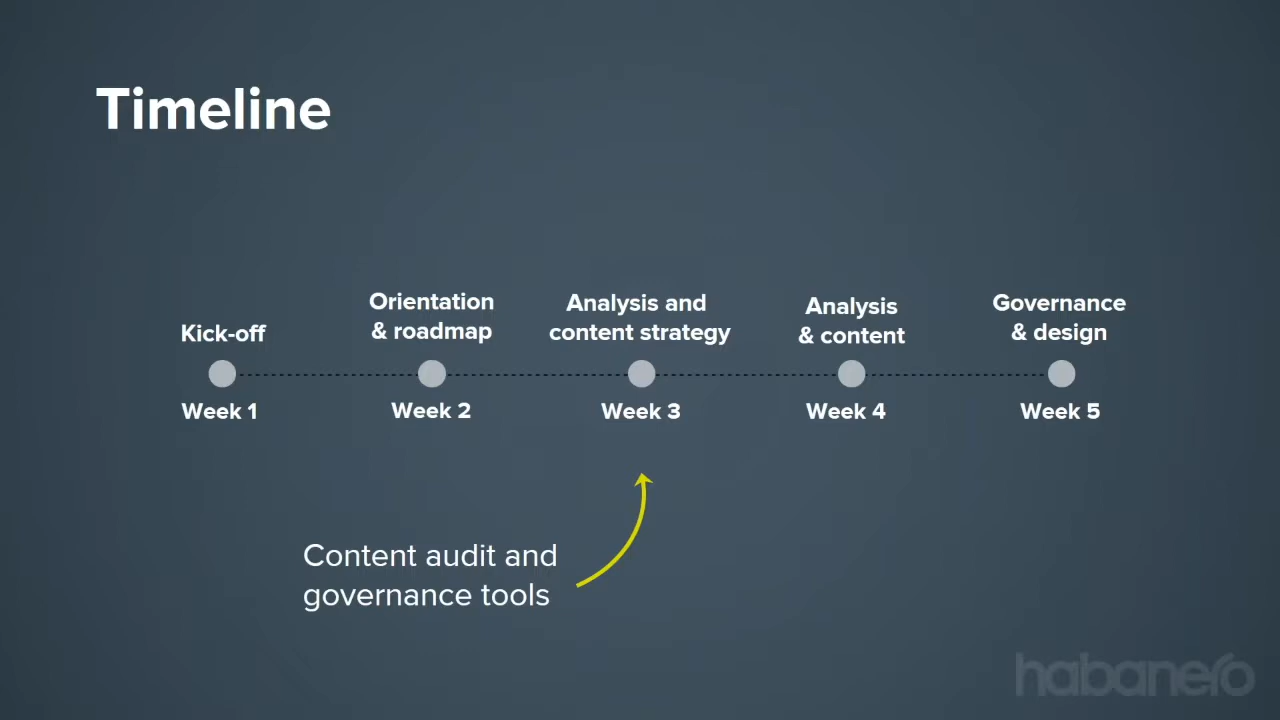 Timeline
Kick-off
Orientation
& roadmap
Analysis and
content strategy
Analysis
& content
Governance
& design
Week 1
Week 2
Week 3
Week 4
Week 5
Content audit and
governance tools
habanero